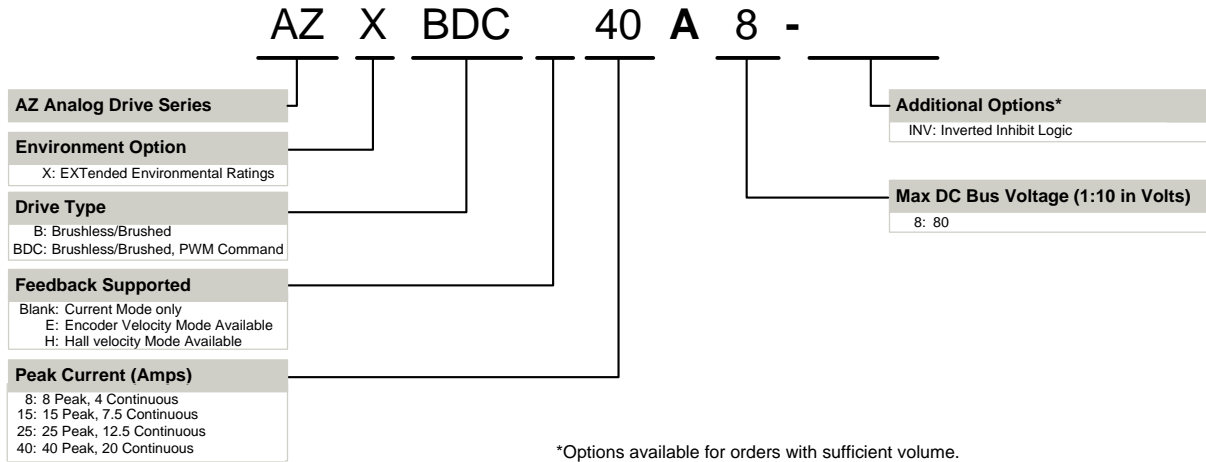 AZ X BDC 40 A 8 -
AZ Analog Drive Series
Environment Option
X: EXTended Environmental Ratings
Drive Type
B: Brushless/Brushed
BDC: Brushless/Brushed, PWM Command
Feedback Supported
Blank: Current Mode only
E: Encoder Velocity Mode Available
H: Hall velocity Mode Available
Peak Current (Amps)
8: 8 Peak, 4 Continuous
15: 15 Peak, 7.5 Continuous
25: 25 Peak, 12.5 Continuous
40: 40 Peak, 20 Continuous
Additional Options*
INV: Inverted Inhibit Logic
Max DC Bus Voltage (1:10 in Volts)
8: 80
*Options available for orders with sufficient volume.